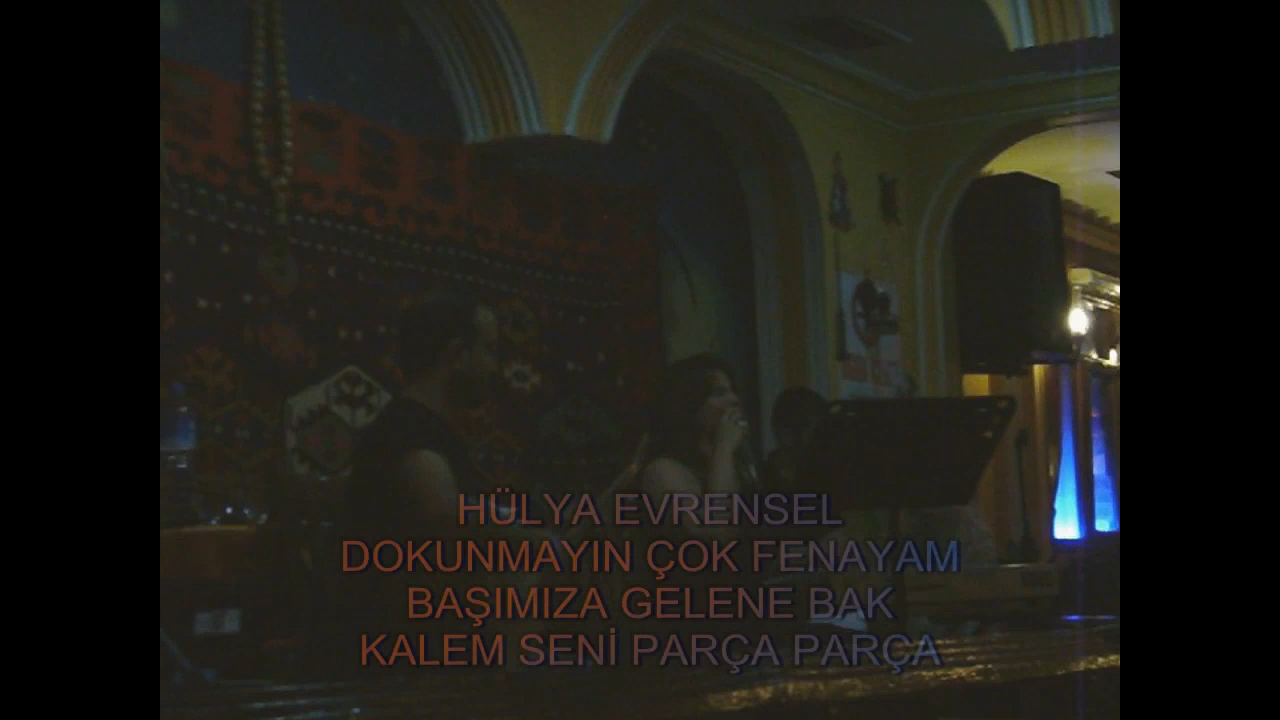 HÜLYA EVRENSEL
DOKUNMAYIN ÇOK FENAYAM
BAŞIMIZA GELENE BAK
KALEM SENİ PARÇA PARÇA